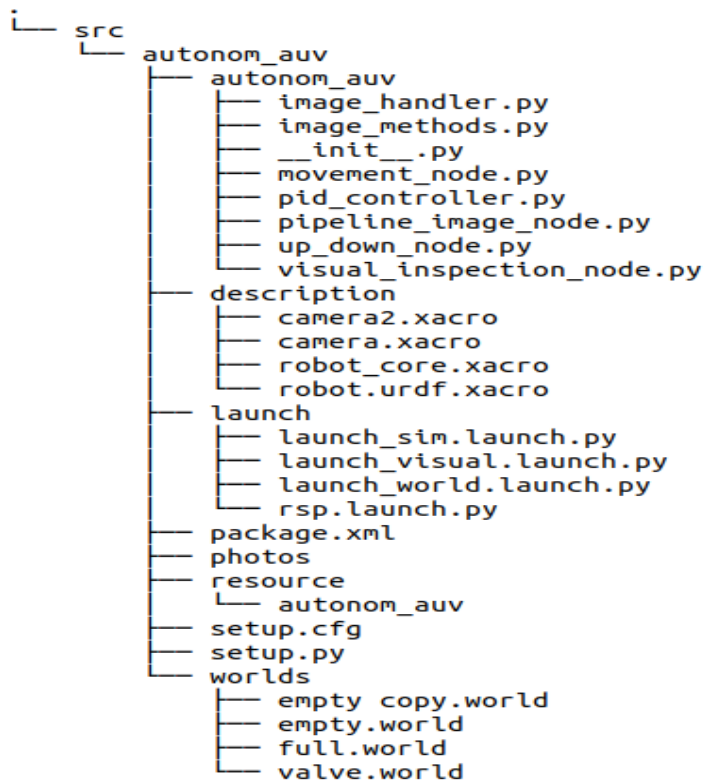 .
└── src
    └── autonom_auv
        ├── autonom_auv
        │   ├── image_handler.py
        │   ├── image_methods.py
        │   ├── __init__.py
        │   ├── movement_node.py
        │   ├── pid_controller.py
        │   ├── pipeline_image_node.py
        │   ├── up_down_node.py
        │   └── visual_inspection_node.py
        ├── description
        │   ├── camera2.xacro
        │   ├── camera.xacro
        │   ├── robot_core.xacro
        │   └── robot.urdf.xacro
        ├── launch
        │   ├── launch_sim.launch.py
        │   ├── launch_visual.launch.py
        │   ├── launch_world.launch.py
        │   └── rsp.launch.py
        ├── package.xml
        ├── photos
        ├── resource
        │   └── autonom_auv
        ├── setup.cfg
        ├── setup.py
        └── worlds
            ├── empty copy.world
            ├── empty.world
            ├── full.world
            └── valve.world